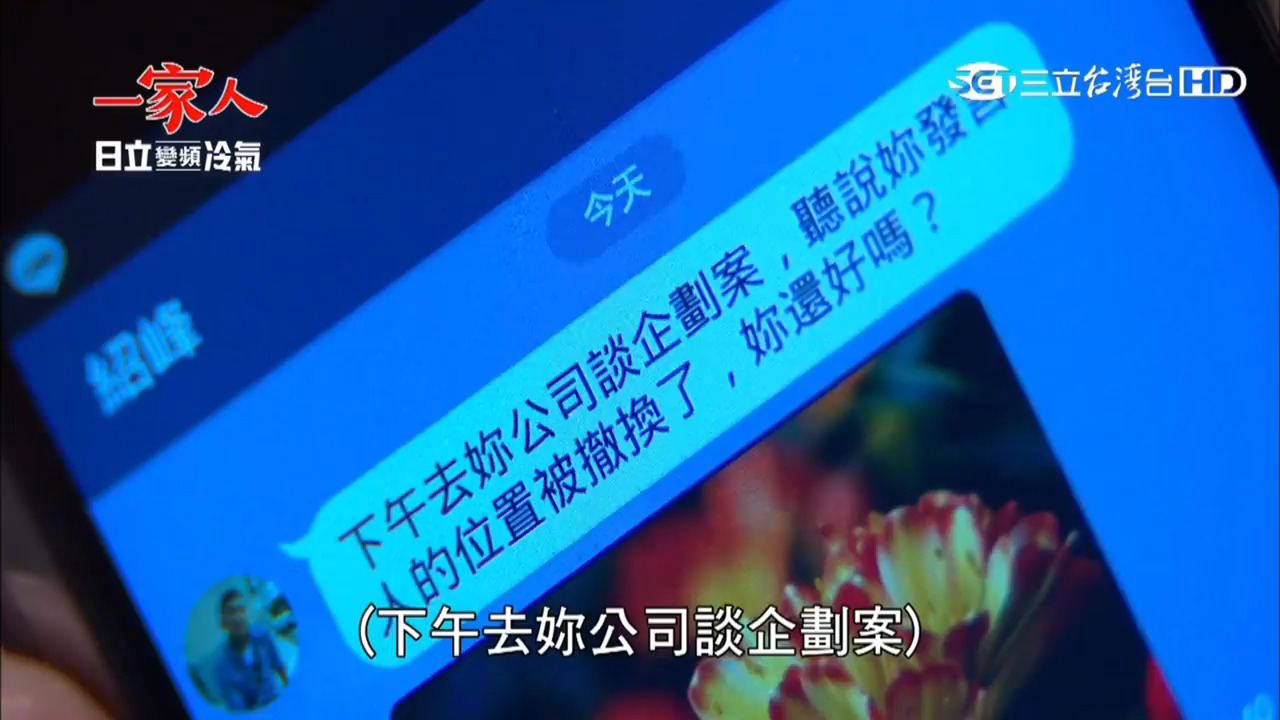 一家人
日立變頻冷氣
SET三立台灣台HD
今天
紹峰
下午去妳公司談企劃案，聽說妳發言
人的位置被撤換了，妳還好嗎？
(下午去妳公司談企劃案)